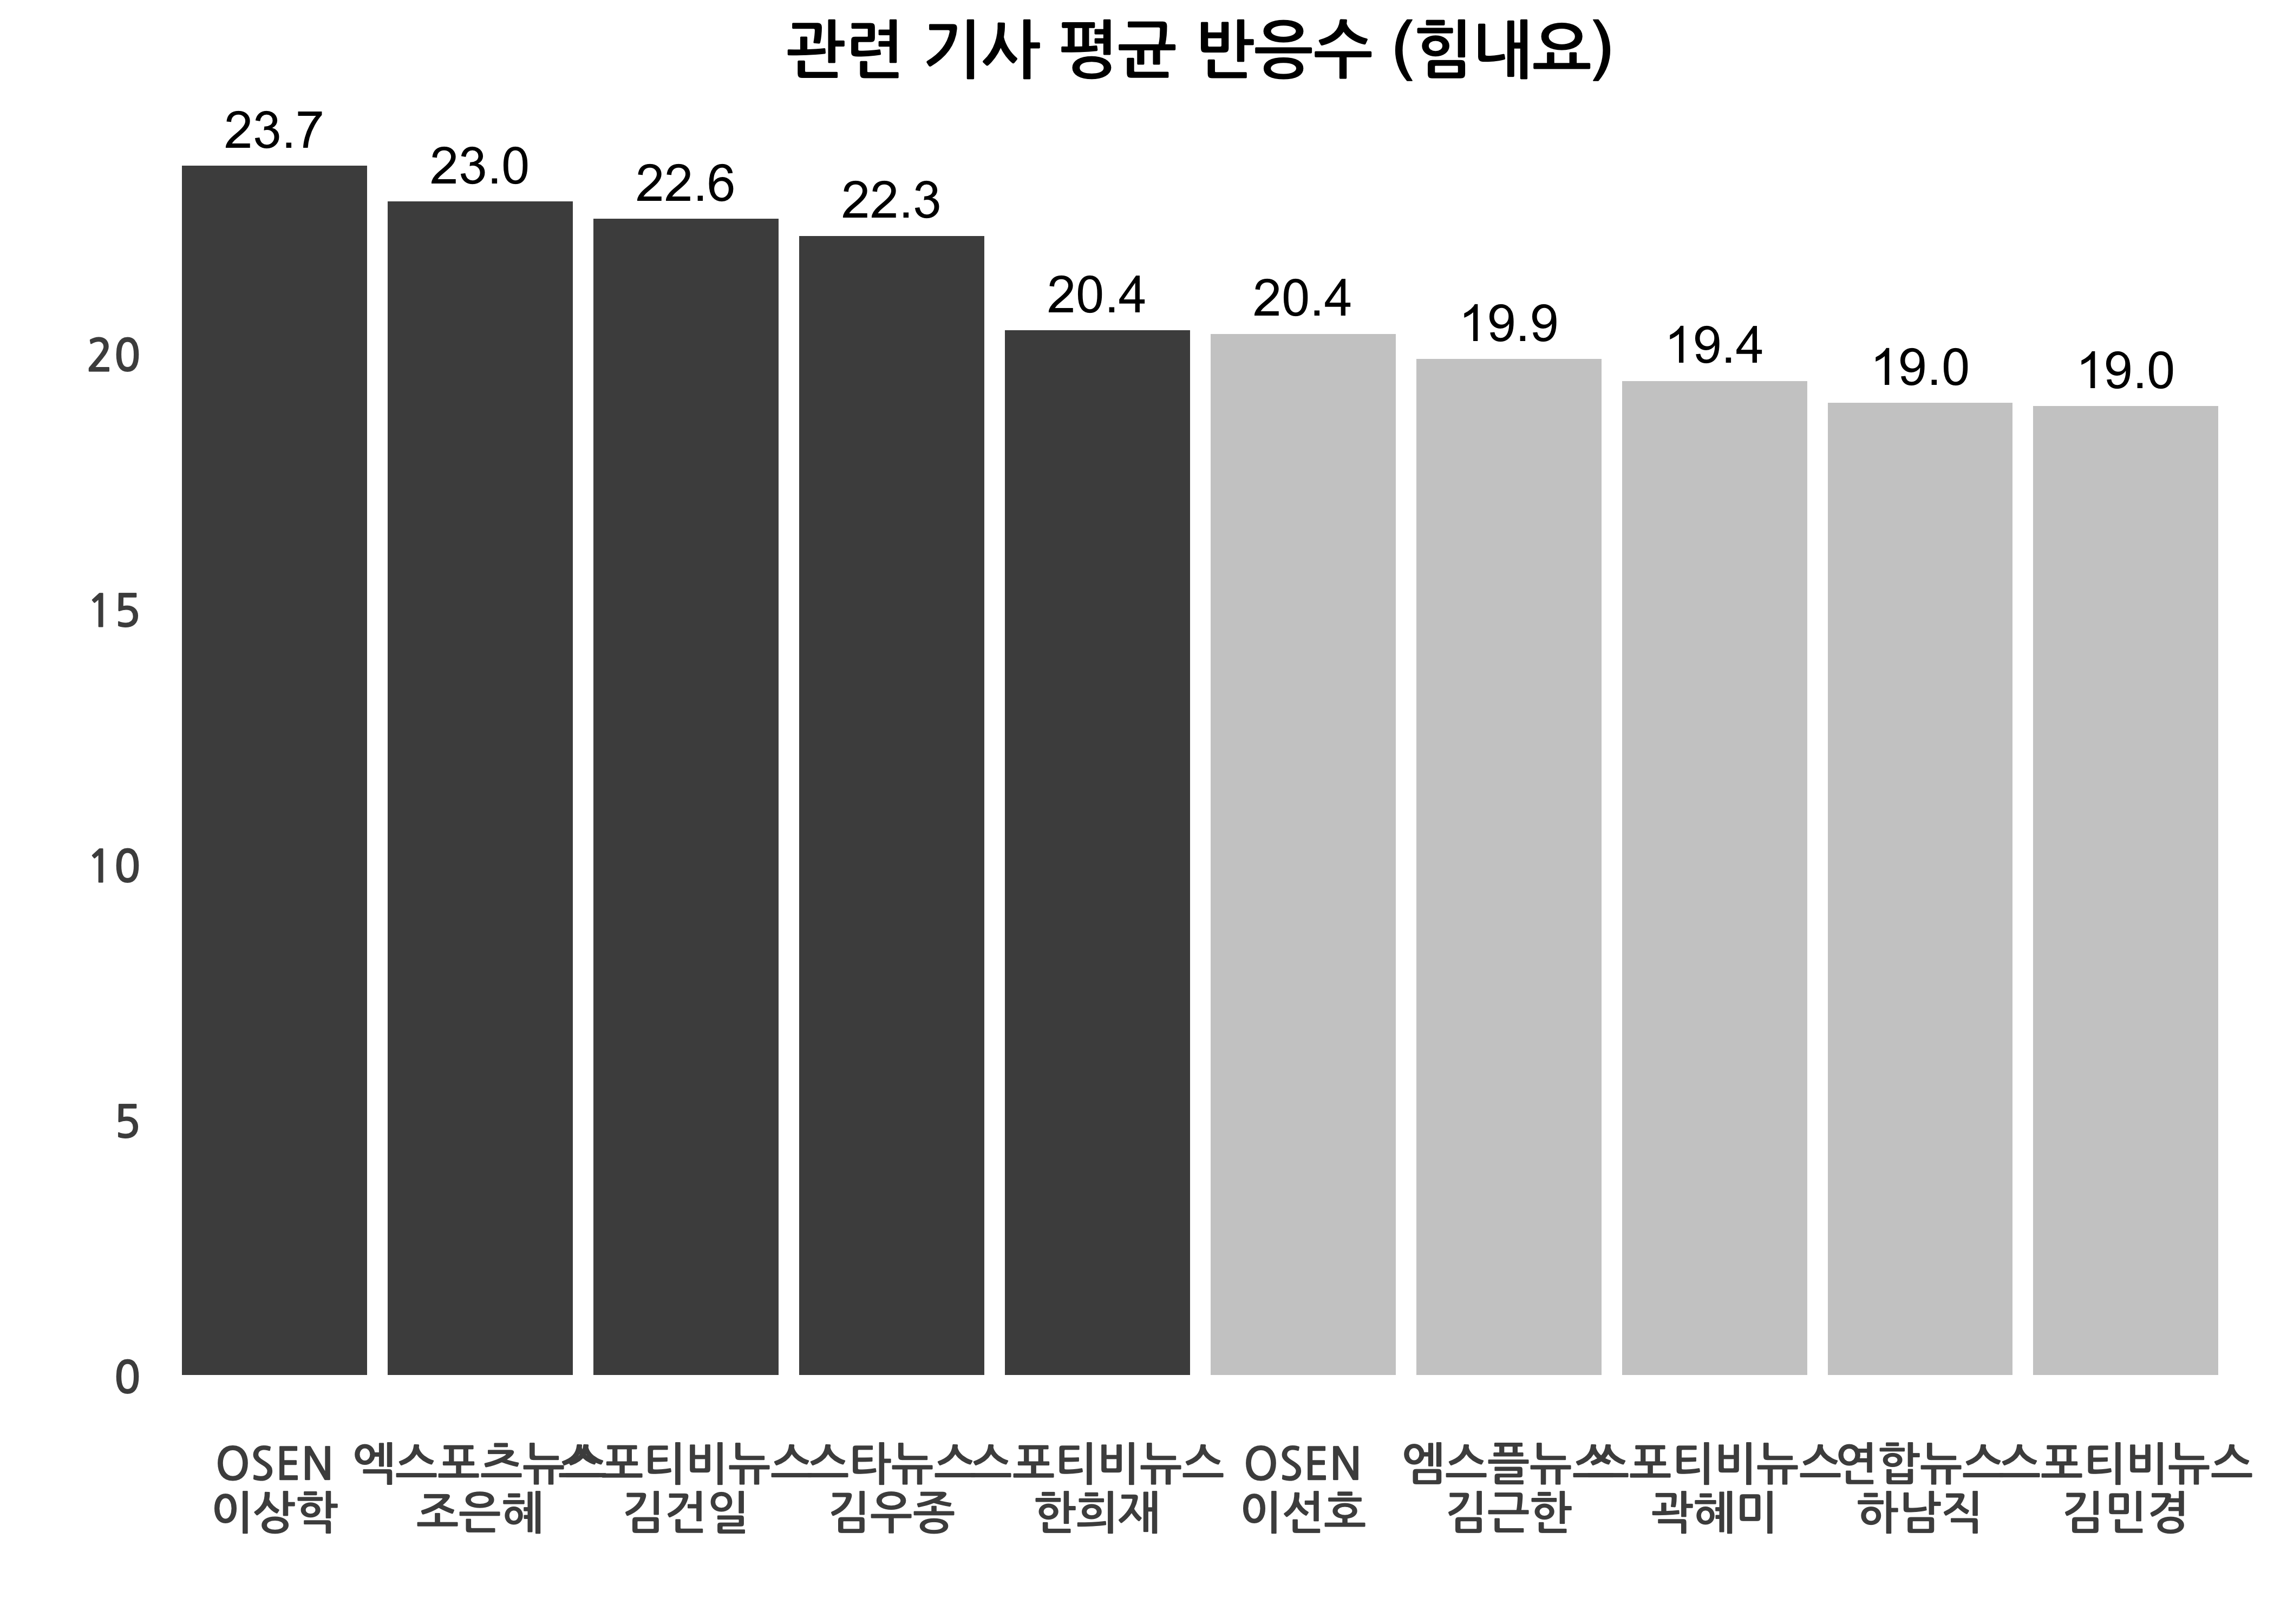 관련 기사 평균 반응수 (힘내요)
23.7
23.0
22.6
22.3
20.4
20.4
19.9
19.4
19.0
19.0
20
15
10
5
0
OSEN
이상학
엑스포츠뉴스
조은혜
스포티비뉴스
김건일
스타뉴스
김우종
스포티비뉴스
한희재
OSEN
이선호
엠스플뉴스
김근한
스포티비뉴스
곽혜미
연합뉴스
하남직
스포티비뉴스
김민경